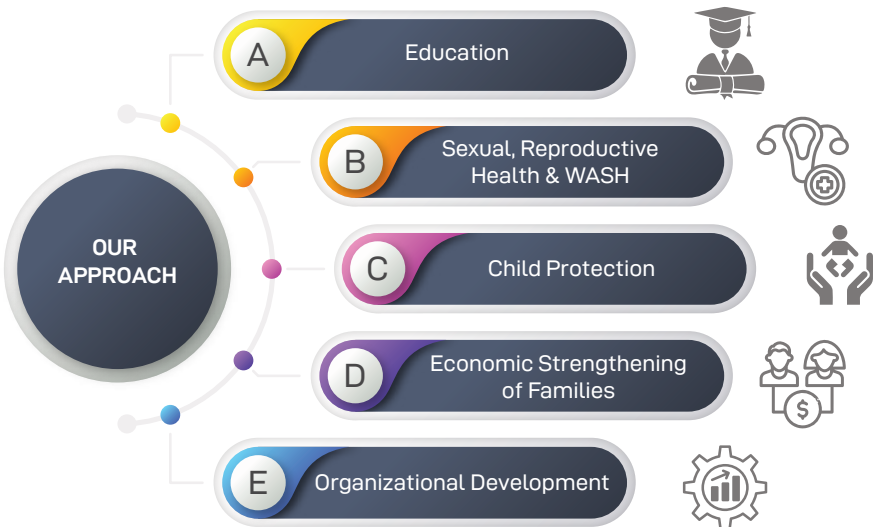 A
Education
B
Sexual, Reproductive
Health & WASH
OUR
APPROACH
C
Child Protection
D
Economic Strengthening
of Families
$
E
Organizational Development